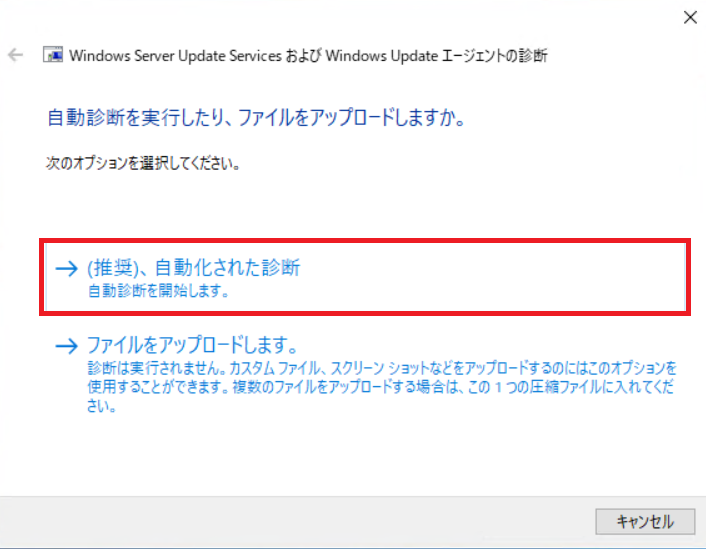 Windows Server Update Services および Windows Update エージェントの診断
自動診断を実行したり、ファイルをアップロードしますか。
次のオプションを選択してください。
(推奨)、自動化された診断
自動診断を開始します。
ファイルをアップロードします。
診断は実行されません。カスタム ファイル、スクリーン ショットなどをアップロードするのにはこのオプションを
使用することができます。複数のファイルをアップロードする場合は、この 1 つの圧縮ファイルに入れてくだ
さい。
キャンセル